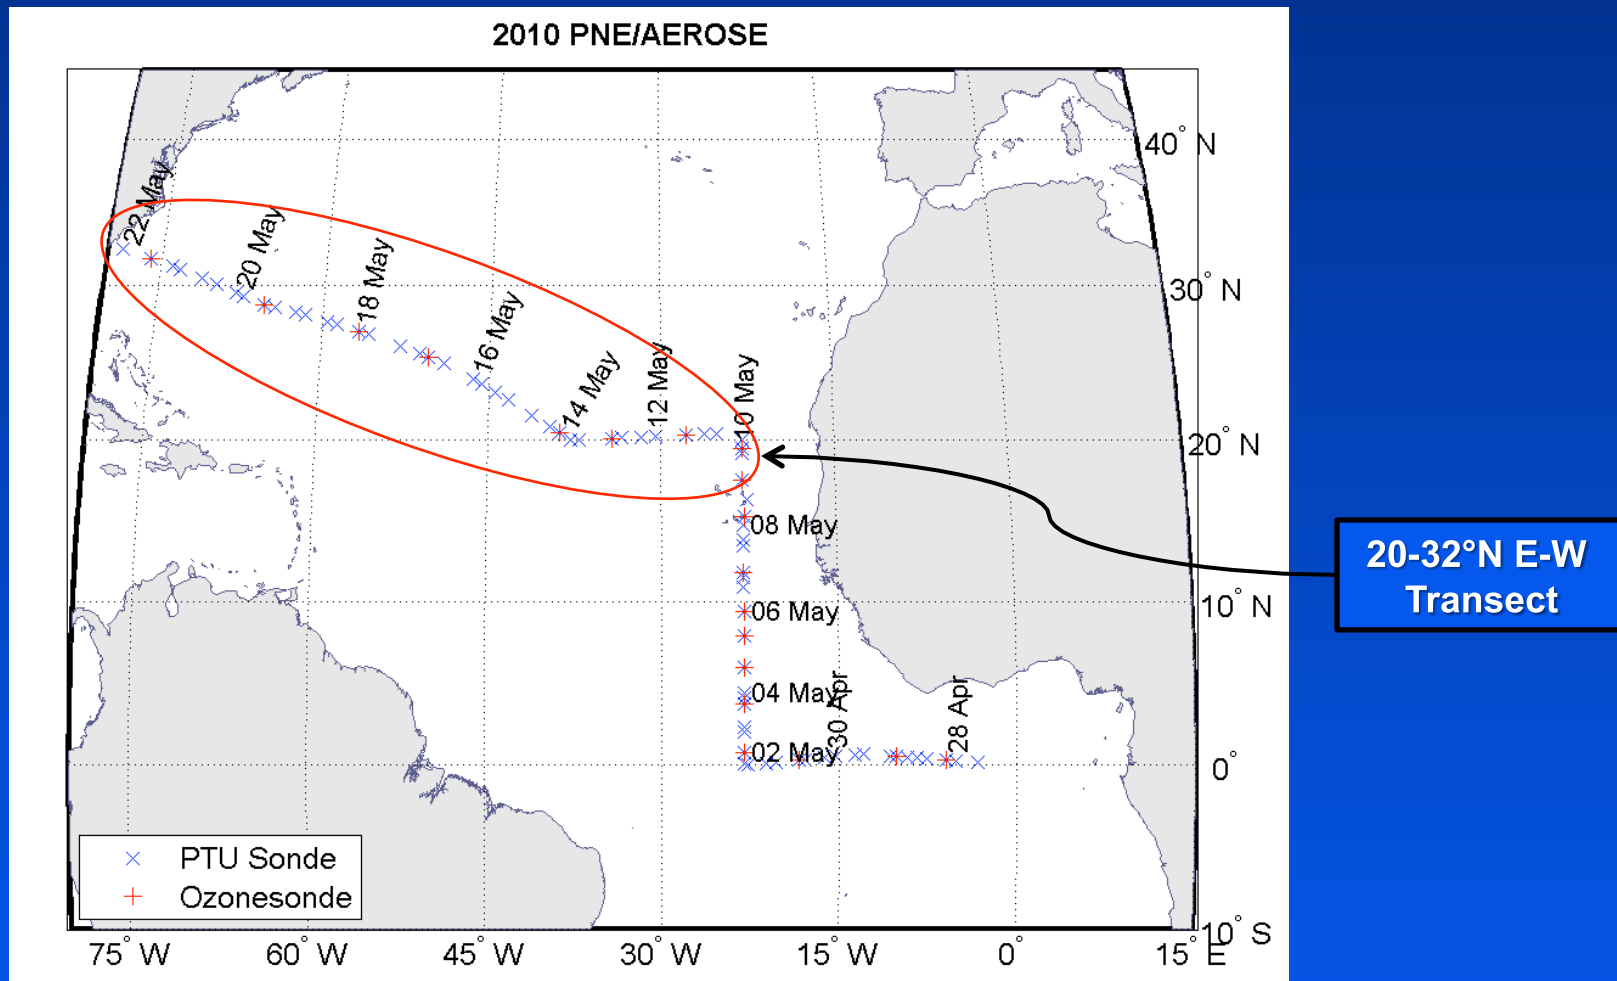 2010 PNE/AEROSE
40° N
22 May
20 May
18 May
30° N
16 May
14 May
12 May
10 May
20° N
08 May
20-32°N E-W
Transect
10° N
06 May
04 May
30 Apr
28 Apr
02 May
0°
PTU Sonde
Ozonesonde
10° S
75° W
60° W
45° W
30° W
15° W
0°
15° E